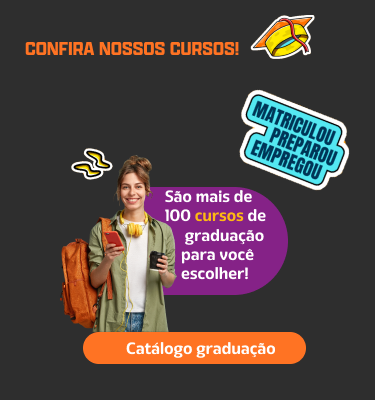 CONFIRA NOSSOS CURSOS!
MATRICULOU
PREPAROU
EMPREGOU
São mais de
100 cursos de
graduação
para você
escolher!
Catálogo graduação